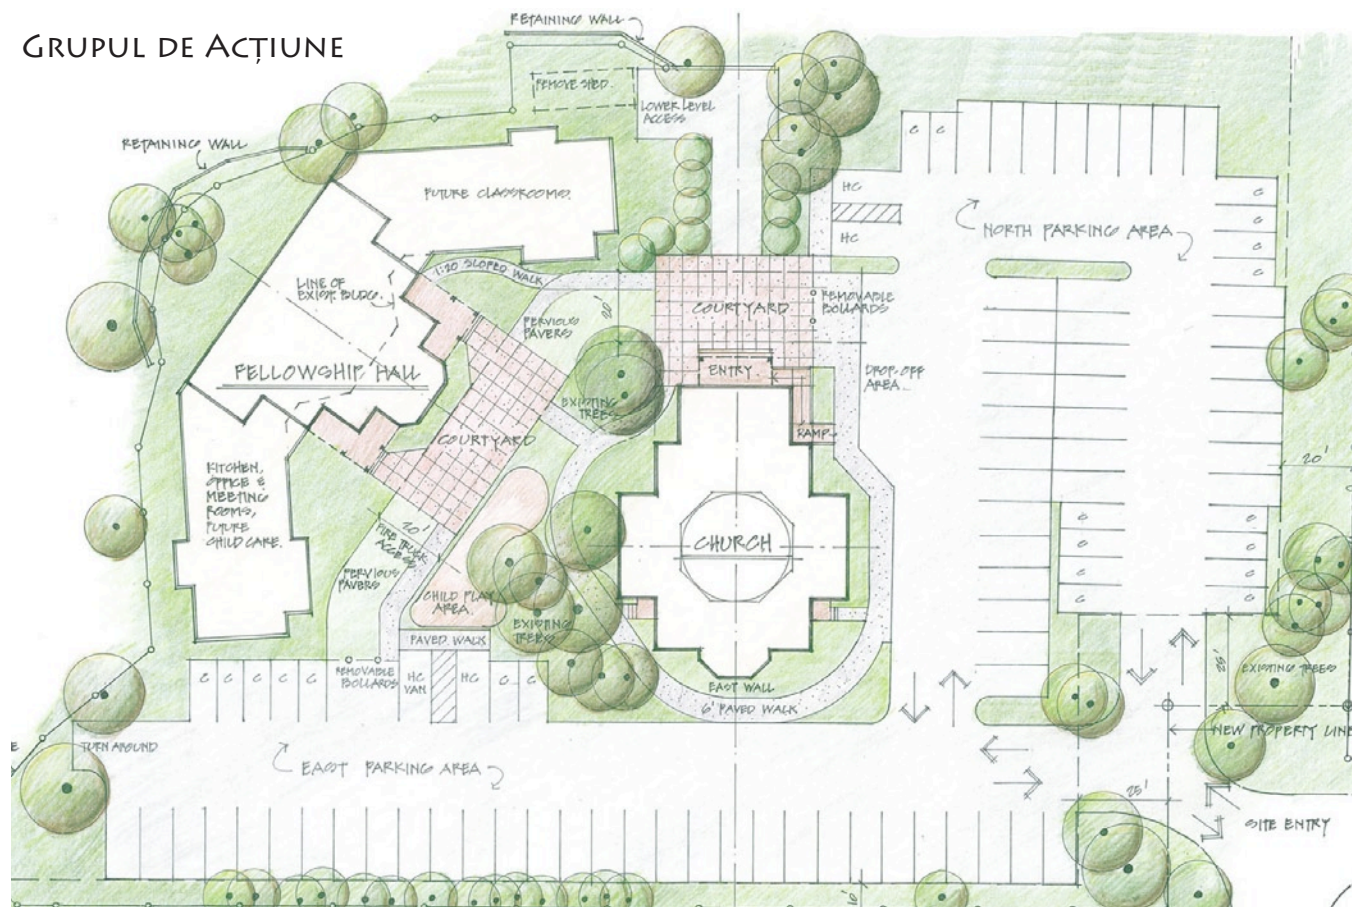 GRUPUL DE ACȚIUNE
RETAINING WALL
REMOVE SHED.
LOWER LEVEL
ACCESS
RETAINING WALL
FUTURE CLASSROOMS.
C C
HC
HC
C
C
C
C
NORTH PARKING AREA
1:20 SLOPED WALK
LINE OF
EXIST. BLDG.
20'
COURTYARD
REMOVABLE
BOLLARDS
PERVIOUS
PAVERS
FELLOWSHIP HALL
ENTRY
DROP-OFF
AREA
EXISTING
TREES
RAMP
COURTYARD
20'
KITCHEN,
OFFICE &
MEETING
ROOMS,
FUTURE
CHILD CARE.
20'
FIRE TRUCK
ACCESS
CHURCH
C
C
C
C
C
C
C
C
PERVIOUS
PAVERS
CHILD PLAY
AREA.
EXISTING
TREES
PAVED WALK
REMOVABLE
BOLLARDS
C C C C C
HC
VAN
HC
C C
EAST WALL
6' PAVED WALK
25'
EXISTING TREES
NEW PROPERTY LINE
TURN AROUND
EAST PARKING AREA
25'
SITE ENTRY
10'